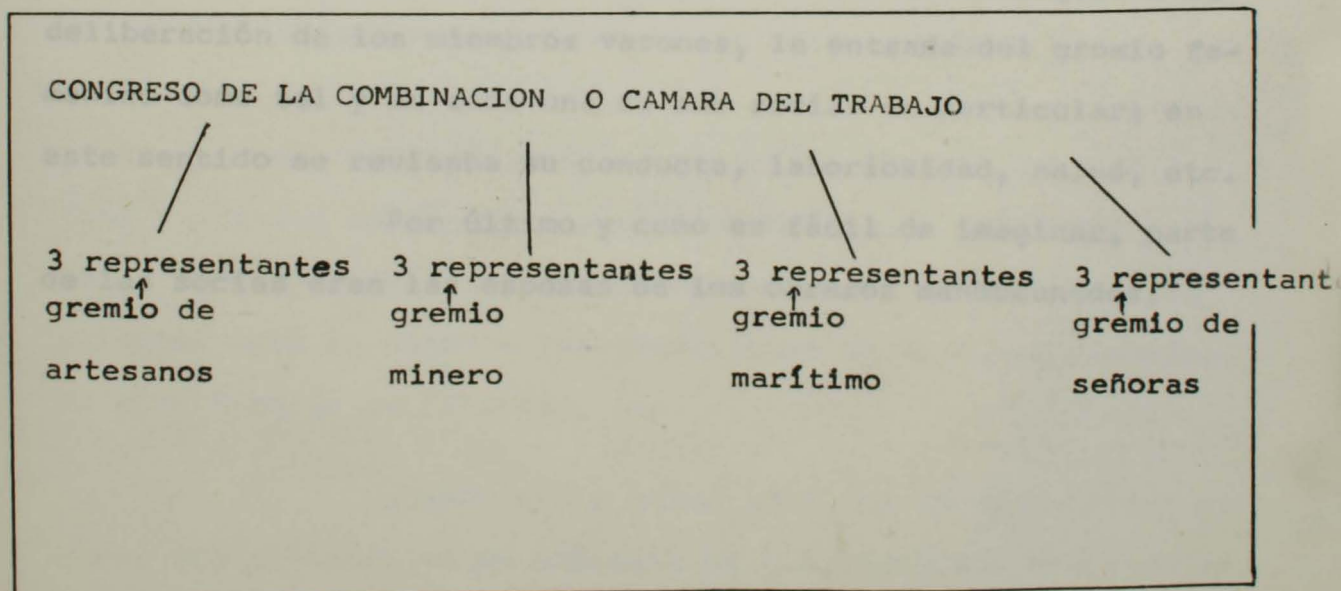 CONGRESO DE LA COMBINACION O CAMARA DEL TRABAJO
3 representantes 3 representantes 3 representantes 3 representant
gremio de gremio gremio gremio de
artesanos minero marítimo señoras